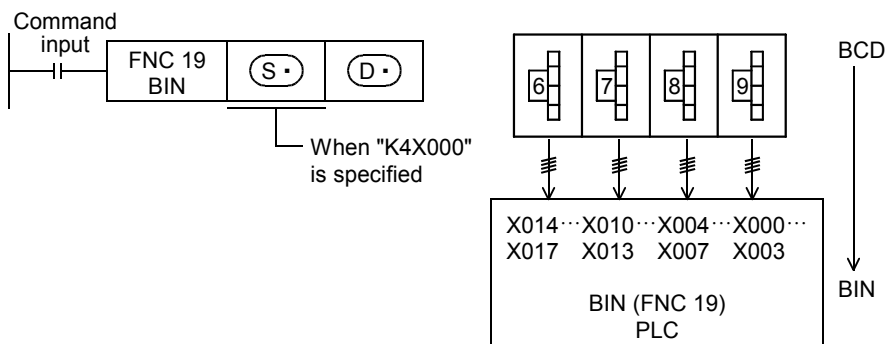 Command
input
FNC 19
BIN
S・
D・
When "K4X000"
is specified
6 7 8 9
BCD
X014···X010···X004···X000···
X017 X013 X007 X003
BIN
BIN (FNC 19)
PLC